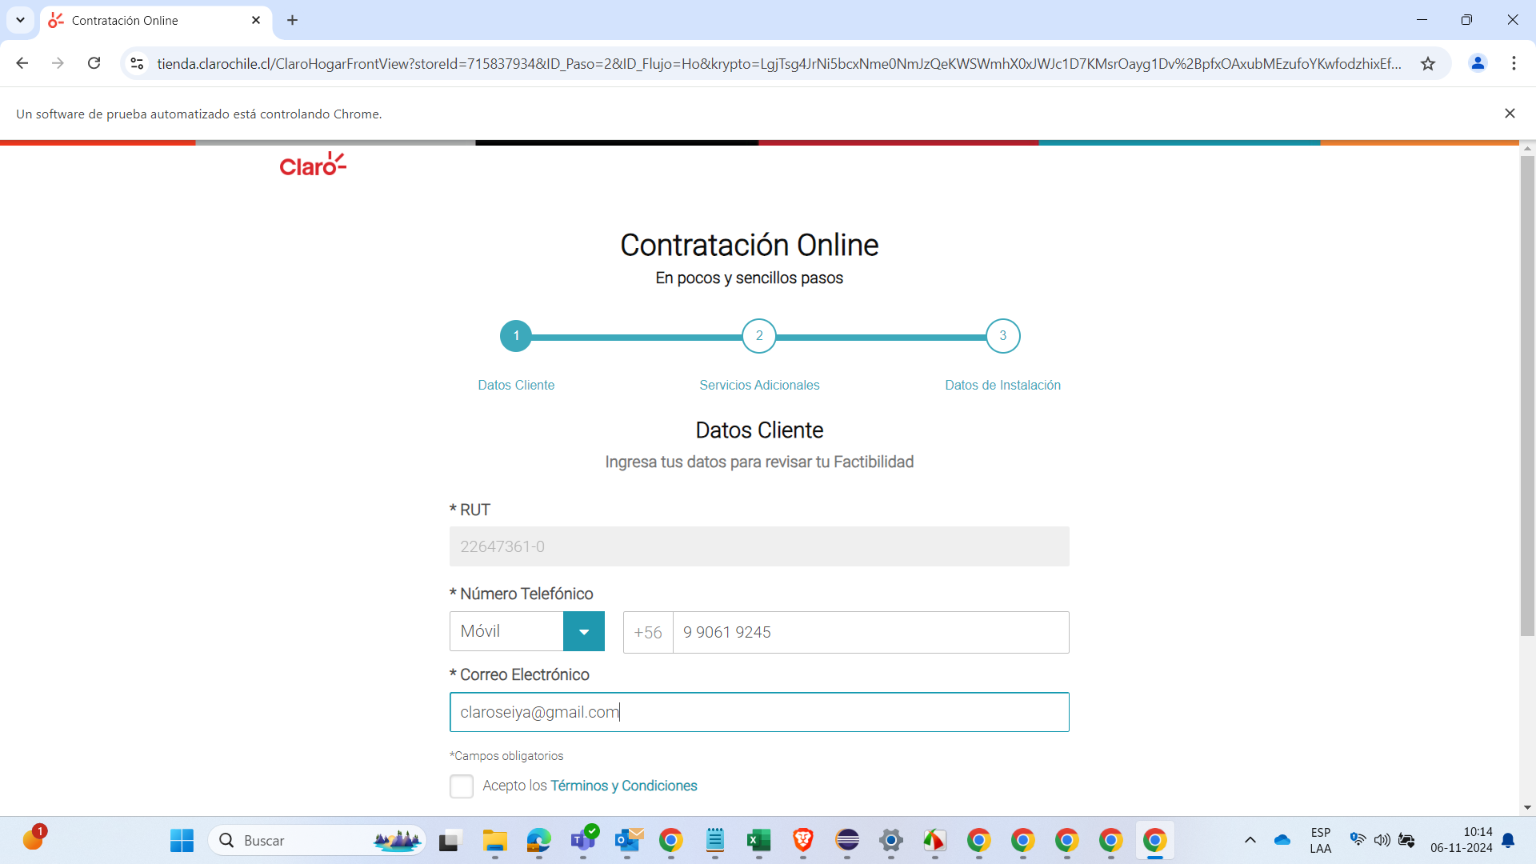 Contratación Online
tienda.clarochile.cl/ClaroHogarFrontView?storeId=715837934&ID_Paso=2&ID_Flujo=Ho&krypto=LgjTsg4JrNi5bcxNme0NmJzQeKWSWmhX0xJWJc1D7KMsrOayg1Dv%2BpfxOAxubMEzufoYKwfodzhixEf...
Un software de prueba automatizado está controlando Chrome.
Claro
Contratación Online
En pocos y sencillos pasos
1 2 3
Datos Cliente Servicios Adicionales Datos de Instalación
Datos Cliente
Ingresa tus datos para revisar tu Factibilidad
* RUT
22647361-0
* Número Telefónico
Móvil +56 9 9061 9245
* Correo Electrónico
claroseiya@gmail.com
*Campos obligatorios
Acepto los Términos y Condiciones
1 Buscar ESP 10:14
LAA 06-11-2024